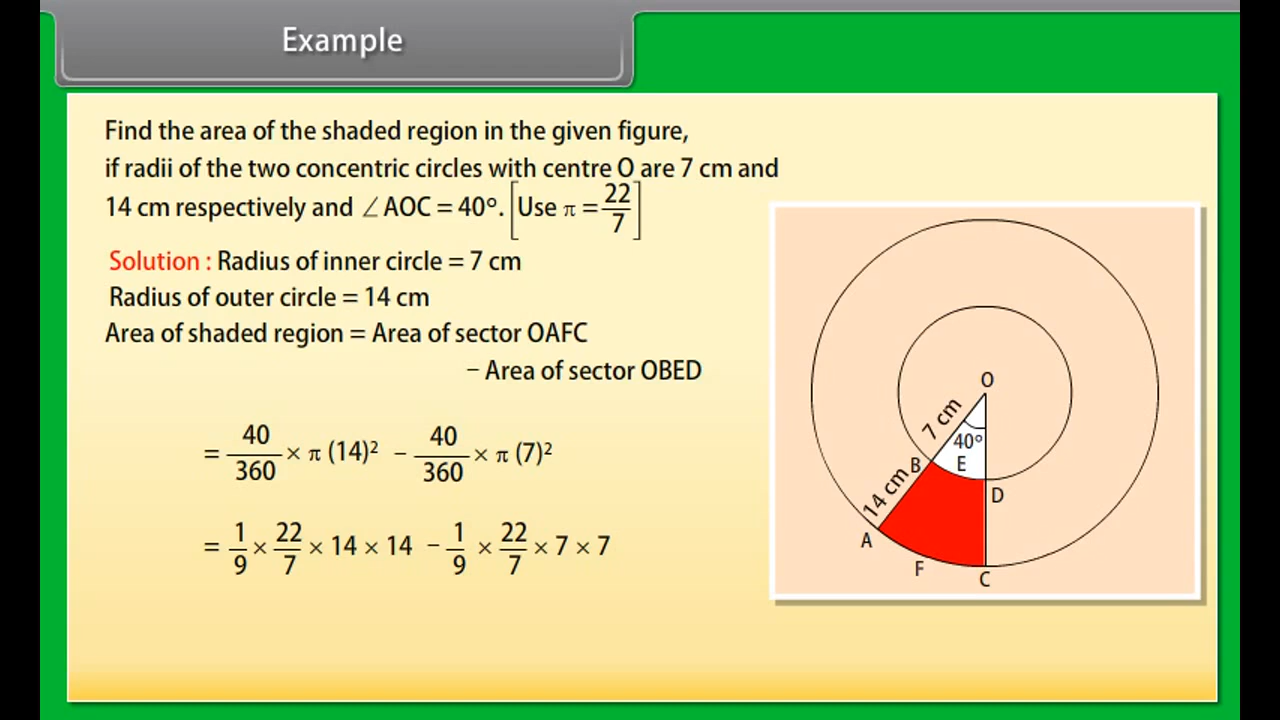 Example
Find the area of the shaded region in the given figure,
if radii of the two concentric circles with centre O are 7 cm and
14 cm respectively and ∠AOC = 40°. [Use π = 22/7]
Solution : Radius of inner circle = 7 cm
Radius of outer circle = 14 cm
Area of shaded region = Area of sector OAFC
− Area of sector OBED
= 40/360 × π (14)² − 40/360 × π (7)²
= 1/9 × 22/7 × 14 × 14 − 1/9 × 22/7 × 7 × 7
O
7 cm
40°
B E
D
14 cm
A
F
C